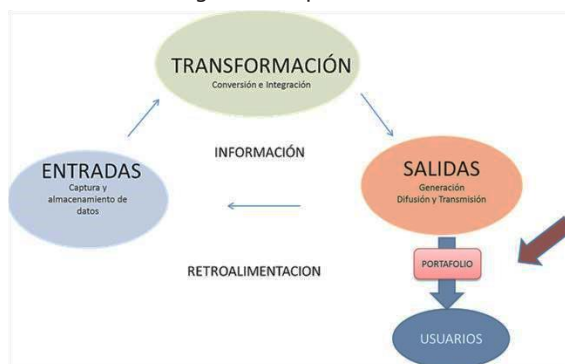 TRANSFORMACIÓN
Conversión e Integración
INFORMACIÓN
ENTRADAS
Captura y
almacenamiento de
datos
SALIDAS
Generación
Difusión y Transmisión
RETROALIMENTACION
PORTAFOLIO
USUARIOS